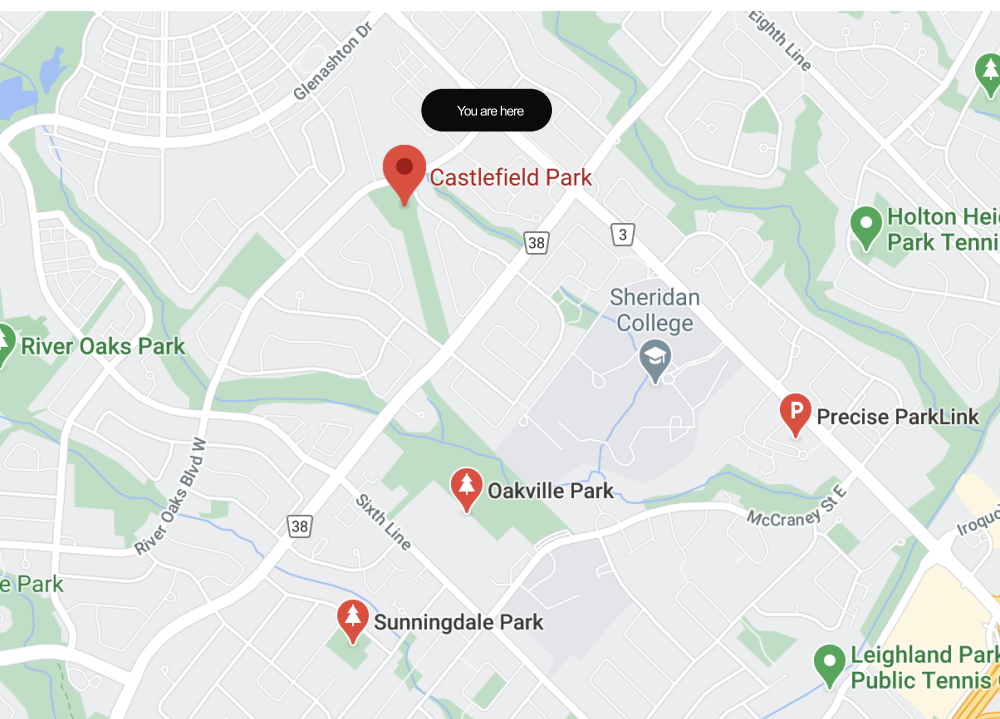 Glenashton Dr
Eighth Line
You are here
Castlefield Park
Holton Hei
Park Tenni
3
38
Sheridan
College
River Oaks Park
P
Precise ParkLink
Oakville Park
River Oaks Blvd W
Sixth Line
38
McCraney St E
Iroquo
e Park
Sunningdale Park
Leighland Park
Public Tennis